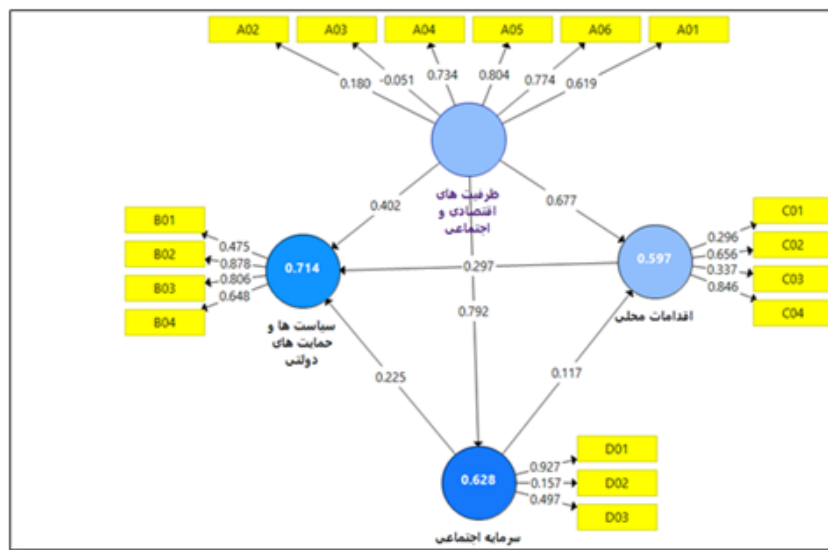 A02 A03 A04 A05 A06 A01
0.180 -0.051 0.734 0.804 0.774 0.619
ظرفیت های
اقتصادی و
اجتماعی
0.402 0.677
B01
B02
B03
B04
0.475
0.878
0.806
0.648
0.714
سیاست ها و
حمایت های
دولتی
0.297
0.792
0.597
اقدامات محلی
0.296
0.656
0.337
0.846
C01
C02
C03
C04
0.225 0.117
0.628
سرمایه اجتماعی
0.927
0.157
0.497
D01
D02
D03